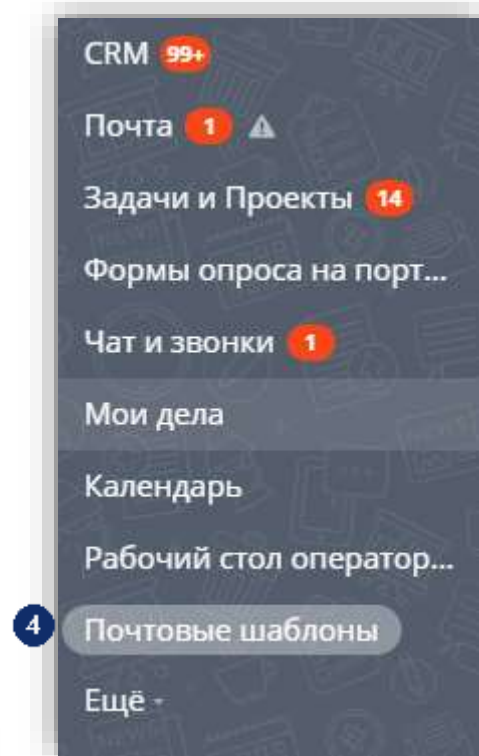 CRM 99+
Почта 1
Задачи и Проекты 14
Формы опроса на порт...
Чат и звонки 1
Мои дела
Календарь
Рабочий стол оператор...
4 Почтовые шаблоны
Ещё